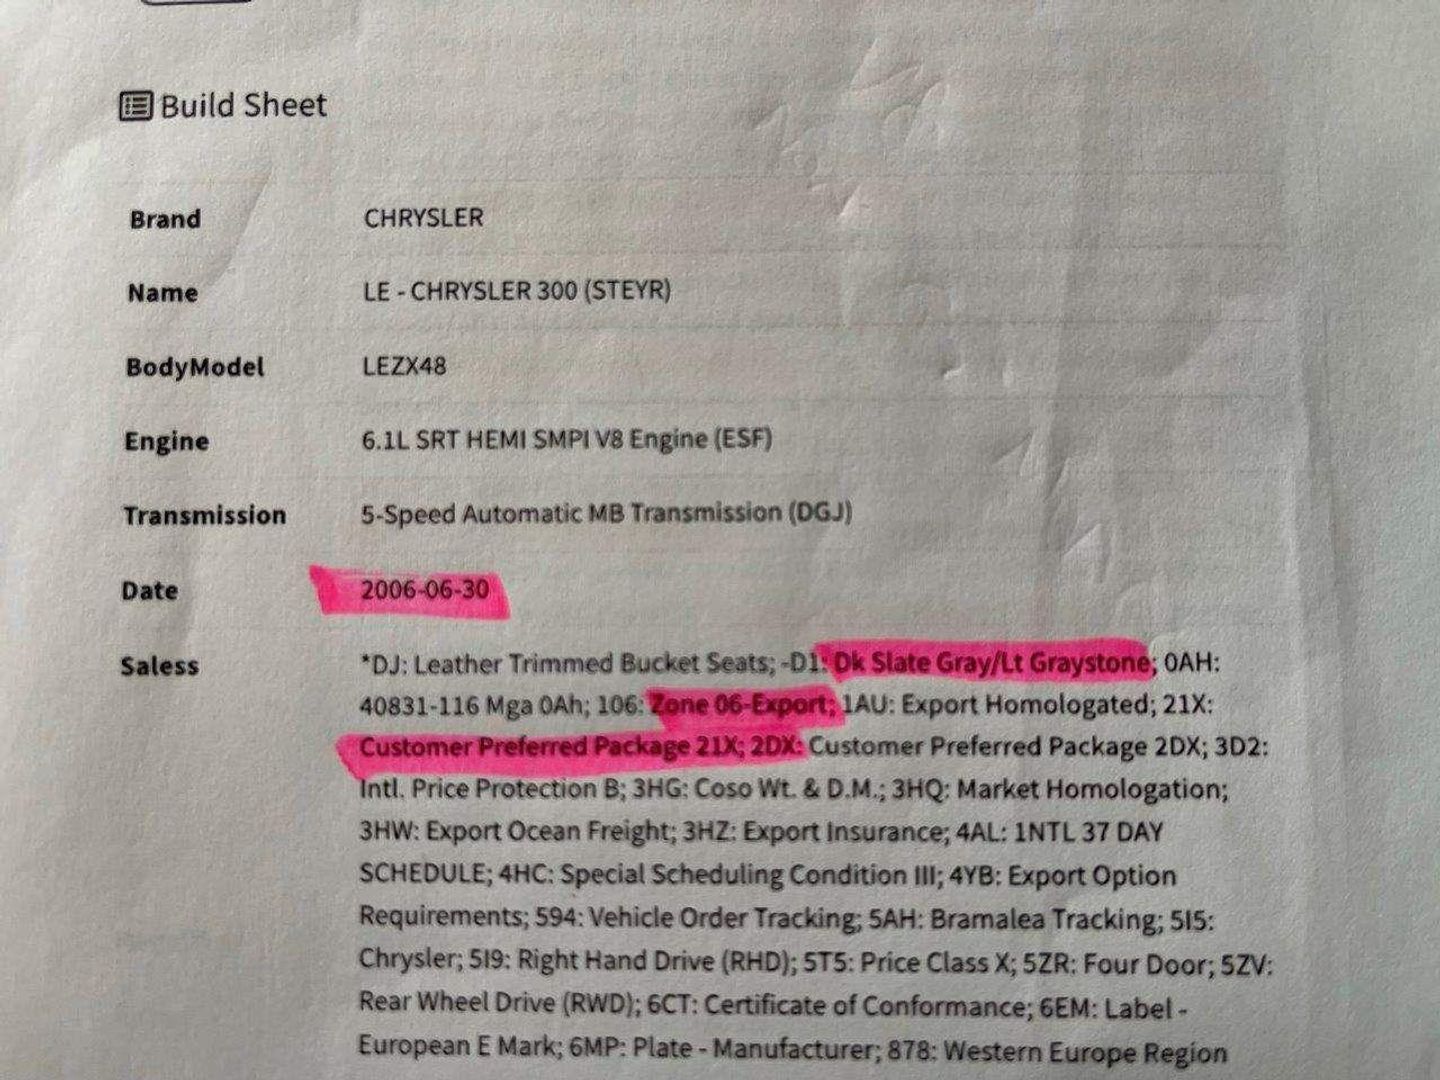 Build Sheet
Brand CHRYSLER
Name LE - CHRYSLER 300 (STEYR)
BodyModel LEZX48
Engine 6.1L SRT HEMI SMPI V8 Engine (ESF)
Transmission 5-Speed Automatic MB Transmission (DGJ)
Date 2006-06-30
Saless *DJ: Leather Trimmed Bucket Seats; -D1: Dk Slate Gray/Lt Graystone; 0AH:
40831-116 Mga 0Ah; 106: Zone 06-Export; 1AU: Export Homologated; 21X:
Customer Preferred Package 21X; 2DX: Customer Preferred Package 2DX; 3D2:
Intl. Price Protection B; 3HG: Coso Wt. & D.M.; 3HQ: Market Homologation;
3HW: Export Ocean Freight; 3HZ: Export Insurance; 4AL: 1NTL 37 DAY
SCHEDULE; 4HC: Special Scheduling Condition III; 4YB: Export Option
Requirements; 594: Vehicle Order Tracking; 5AH: Bramalea Tracking; 5I5:
Chrysler; 5I9: Right Hand Drive (RHD); 5T5: Price Class X; 5ZR: Four Door; 5ZV:
Rear Wheel Drive (RWD); 6CT: Certificate of Conformance; 6EM: Label -
European E Mark; 6MP: Plate - Manufacturer; 878: Western Europe Region